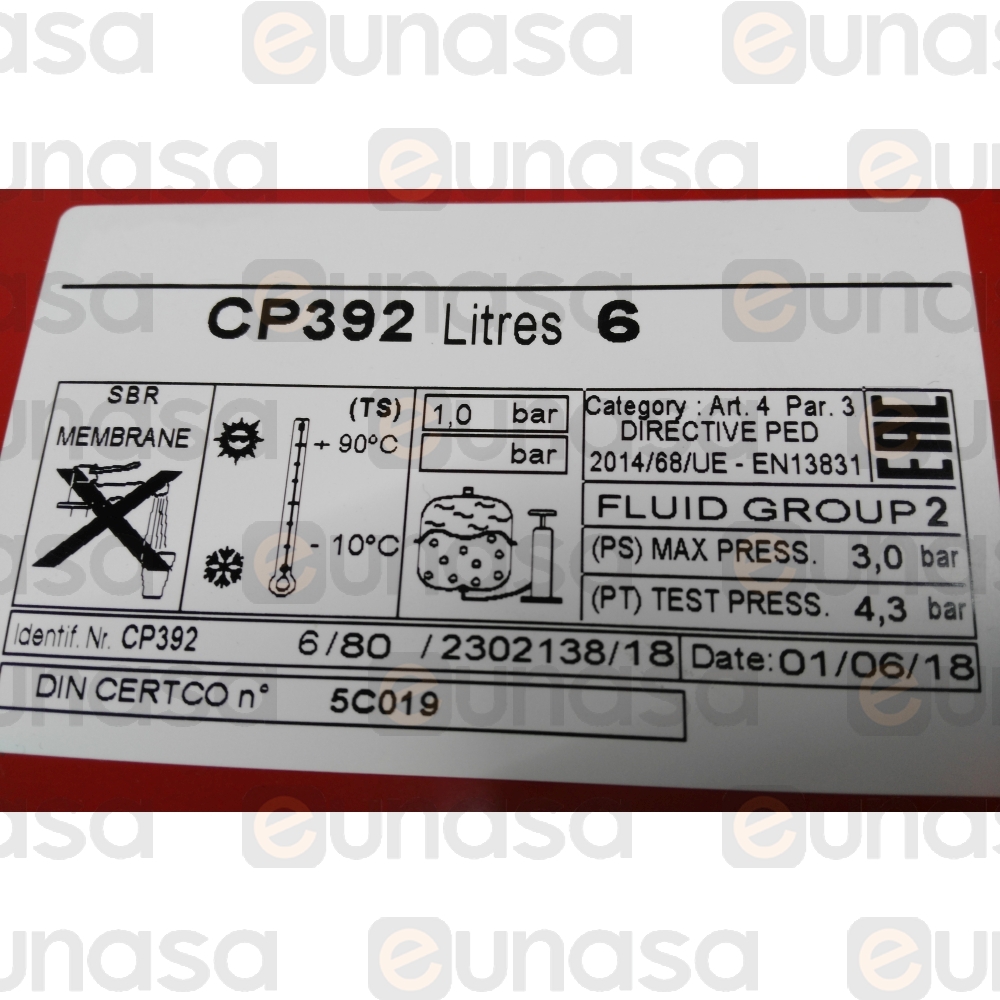 eunasa
CP392 Litres 6
SBR
MEMBRANE
(TS)
+ 90°C
- 10°C
1,0 bar
bar
Category : Art. 4 Par. 3
DIRECTIVE PED
2014/68/UE - EN13831
EAC
FLUID GROUP 2
(PS) MAX PRESS. 3,0 bar
(PT) TEST PRESS. 4,3 bar
Identif. Nr. CP392 6/80 /2302138/18 Date: 01/06/18
DIN CERTCO n° 5C019